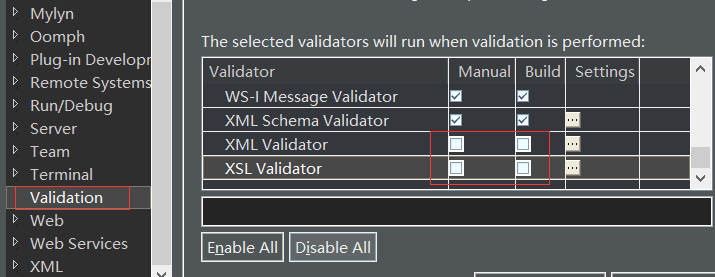 Mylyn
Oomph
Plug-in Developm
Remote Systems
Run/Debug
Server
Team
Terminal
Validation
Web
Web Services
XML
The selected validators will run when validation is performed:
Validator Manual Build Settings
WS-I Message Validator
XML Schema Validator ...
XML Validator ...
XSL Validator ...
Enable All Disable All